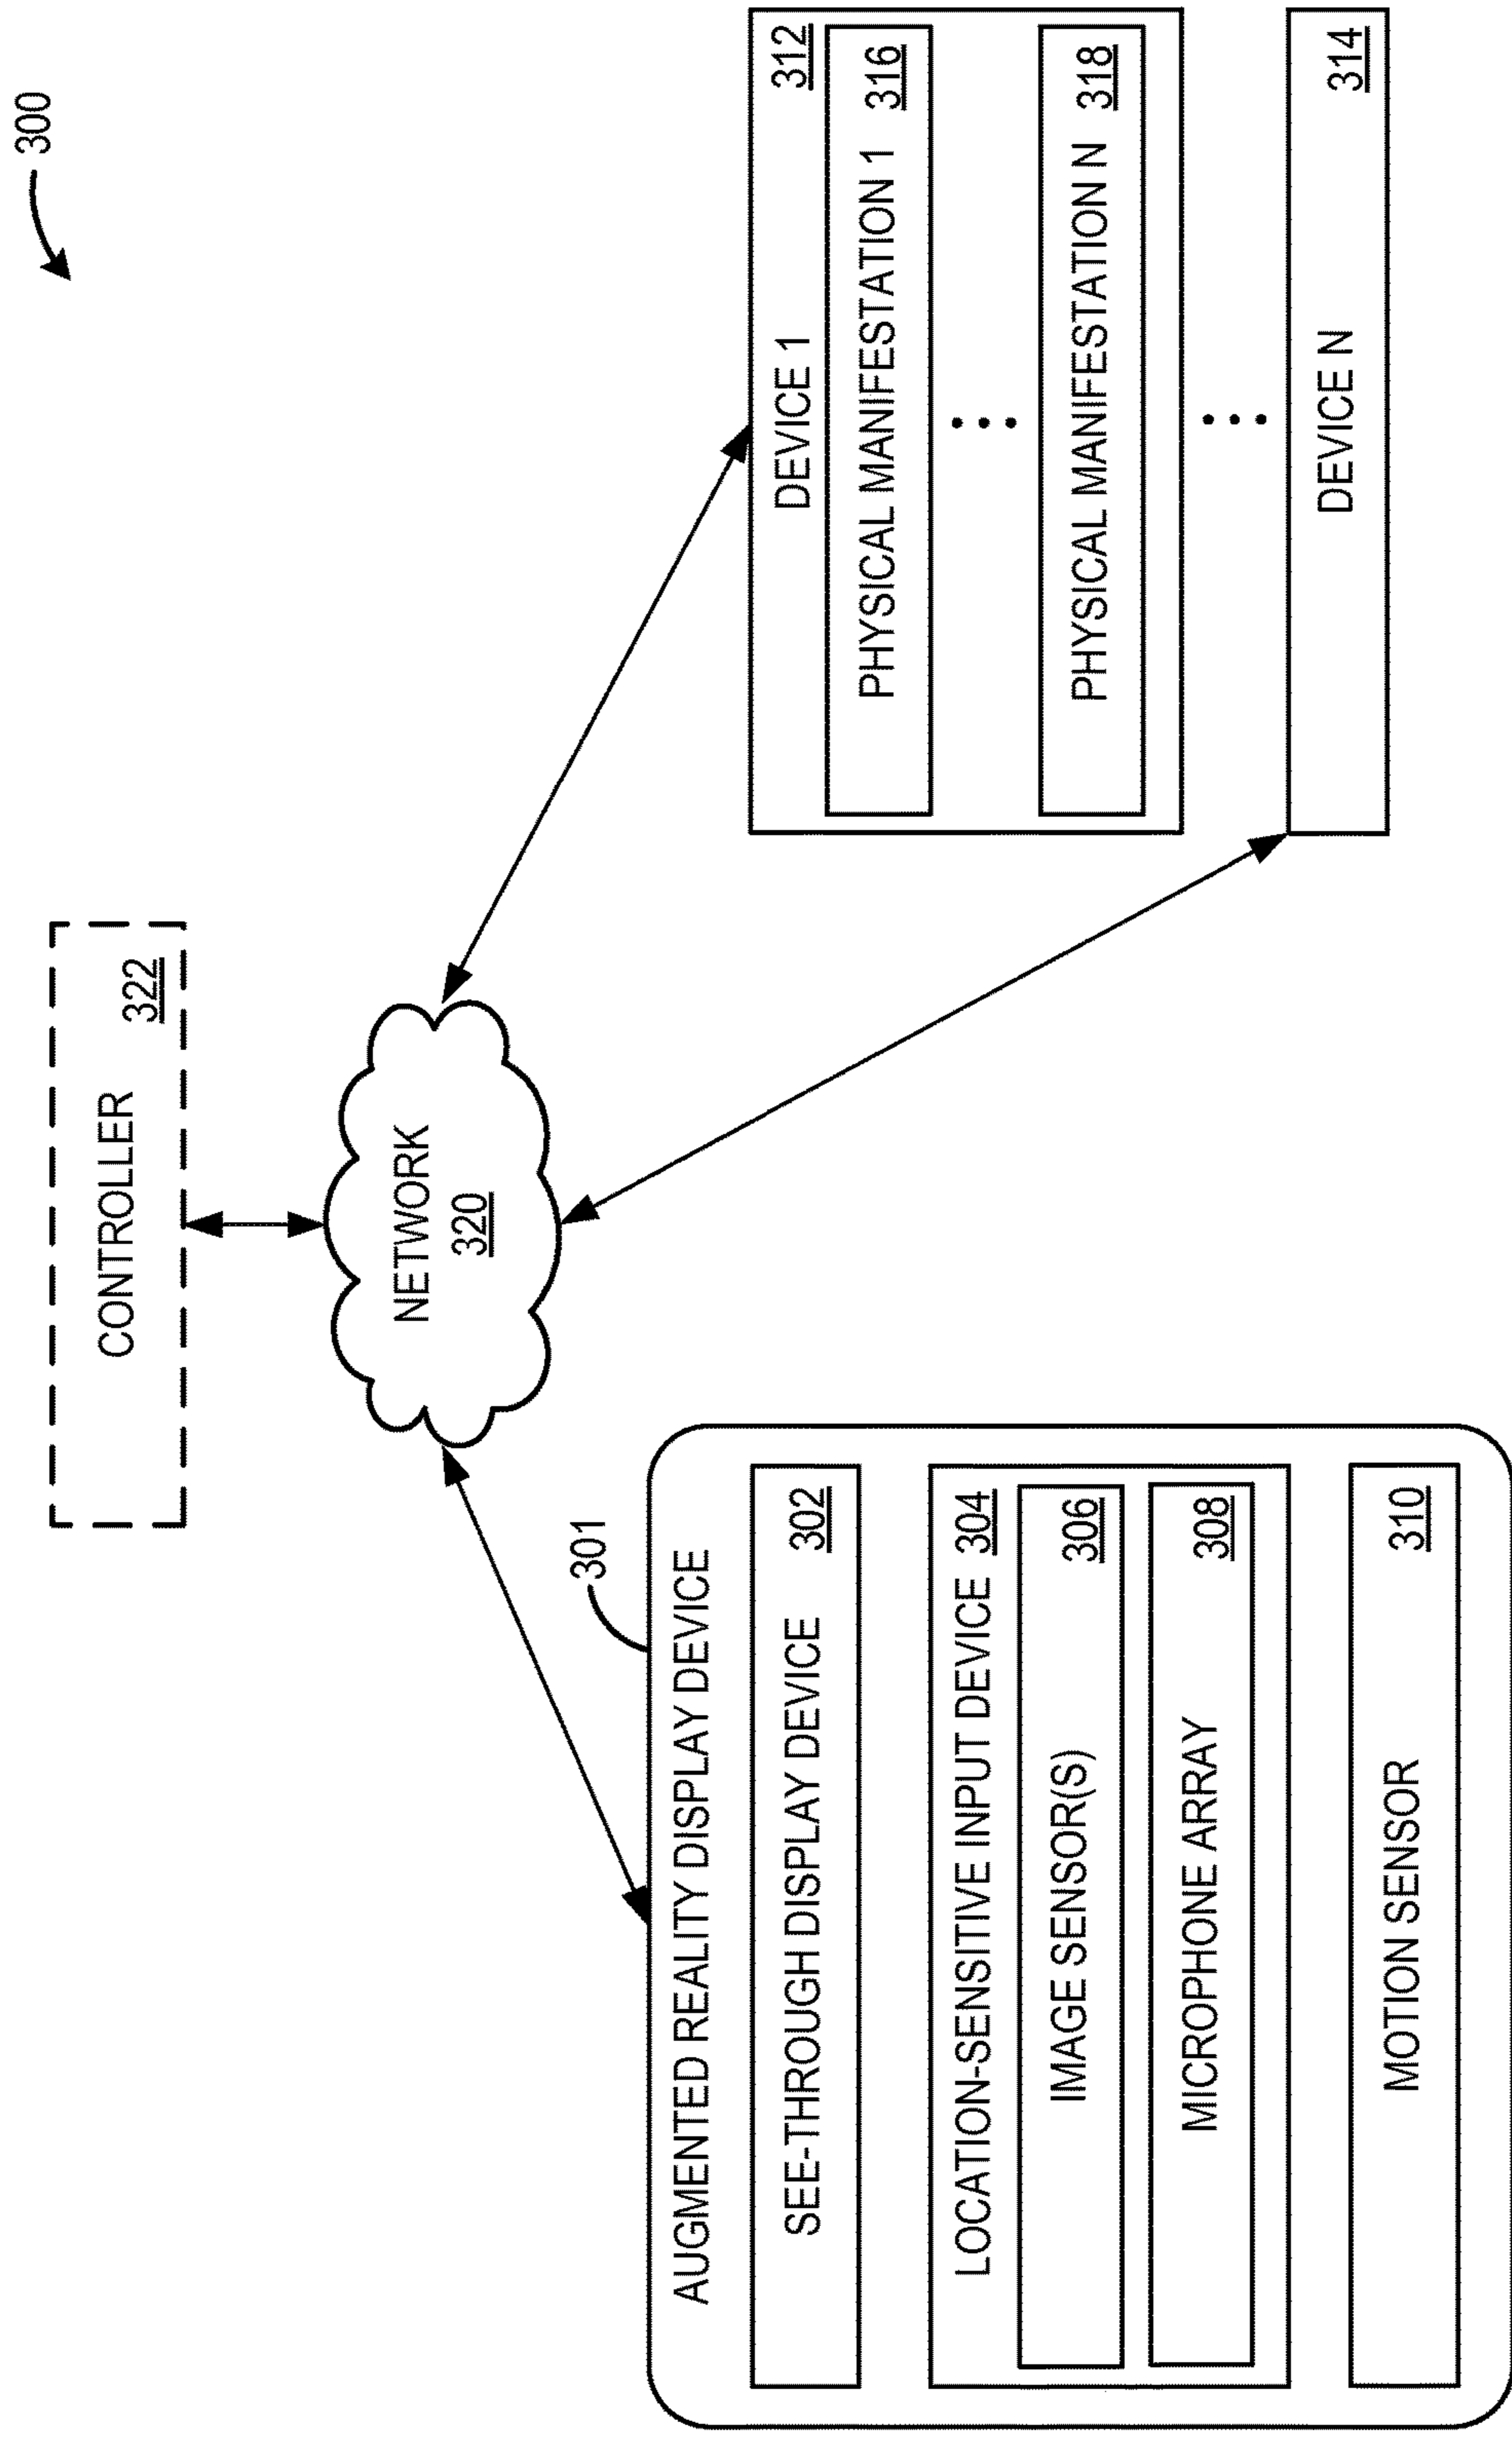 300
CONTROLLER
322
NETWORK
320
301
AUGMENTED REALITY DISPLAY DEVICE
SEE-THROUGH DISPLAY DEVICE 302
LOCATION-SENSITIVE INPUT DEVICE 304
IMAGE SENSOR(S) 306
MICROPHONE ARRAY 308
MOTION SENSOR 310
DEVICE 1 312
PHYSICAL MANIFESTATION 1 316
PHYSICAL MANIFESTATION N 318
DEVICE N 314